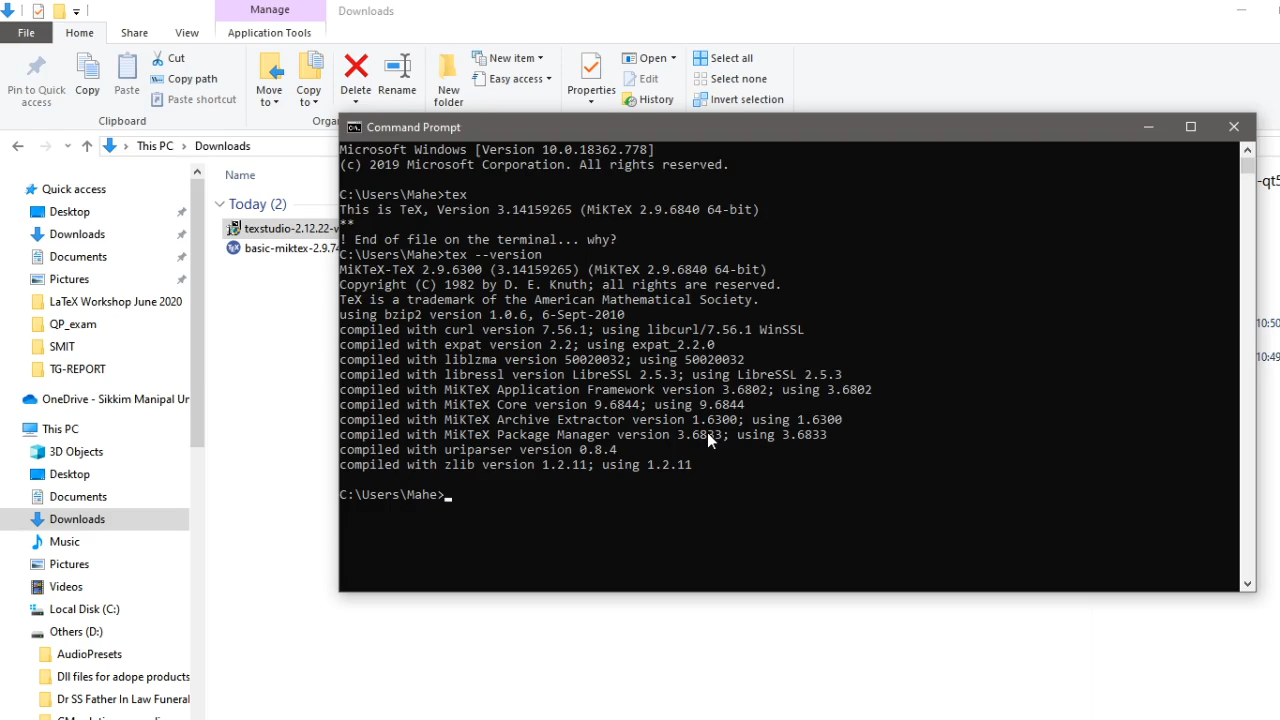 Manage
Downloads
File
Home
Share
View
Application Tools
Pin to Quick access
Copy
Paste
Cut
Copy path
Paste shortcut
Clipboard
Move to
Copy to
Delete
Rename
New folder
New item
Easy access
Properties
Open
Edit
History
Select all
Select none
Invert selection
This PC > Downloads
Name
Today (2)
texstudio-2.12.22-
basic-miktex-2.9.7
Quick access
Desktop
Downloads
Documents
Pictures
LaTeX Workshop June 2020
QP_exam
SMIT
TG-REPORT
OneDrive - Sikkim Manipal Ur
This PC
3D Objects
Desktop
Documents
Downloads
Music
Pictures
Videos
Local Disk (C:)
Others (D:)
AudioPresets
Dll files for adope products
Dr SS Father In Law Funeral
Command Prompt
Microsoft Windows [Version 10.0.18362.778]
(c) 2019 Microsoft Corporation. All rights reserved.
C:\Users\Mahe>tex
This is TeX, Version 3.14159265 (MiKTeX 2.9.6840 64-bit)
**
! End of file on the terminal... why?
C:\Users\Mahe>tex --version
MiKTeX-TeX 2.9.6300 (3.14159265) (MiKTeX 2.9.6840 64-bit)
Copyright (C) 1982 by D. E. Knuth; all rights are reserved.
TeX is a trademark of the American Mathematical Society.
using bzip2 version 1.0.6, 6-Sept-2010
compiled with curl version 7.56.1; using libcurl/7.56.1 WinSSL
compiled with expat version 2.2; using expat_2.2.0
compiled with liblzma version 50020032; using 50020032
compiled with libressl version LibreSSL 2.5.3; using LibreSSL 2.5.3
compiled with MiKTeX Application Framework version 3.6802; using 3.6802
compiled with MiKTeX Core version 9.6844; using 9.6844
compiled with MiKTeX Archive Extractor version 1.6300; using 1.6300
compiled with MiKTeX Package Manager version 3.6833; using 3.6833
compiled with uriparser version 0.8.4
compiled with zlib version 1.2.11; using 1.2.11
C:\Users\Mahe>
-qt5
10:50
10:49